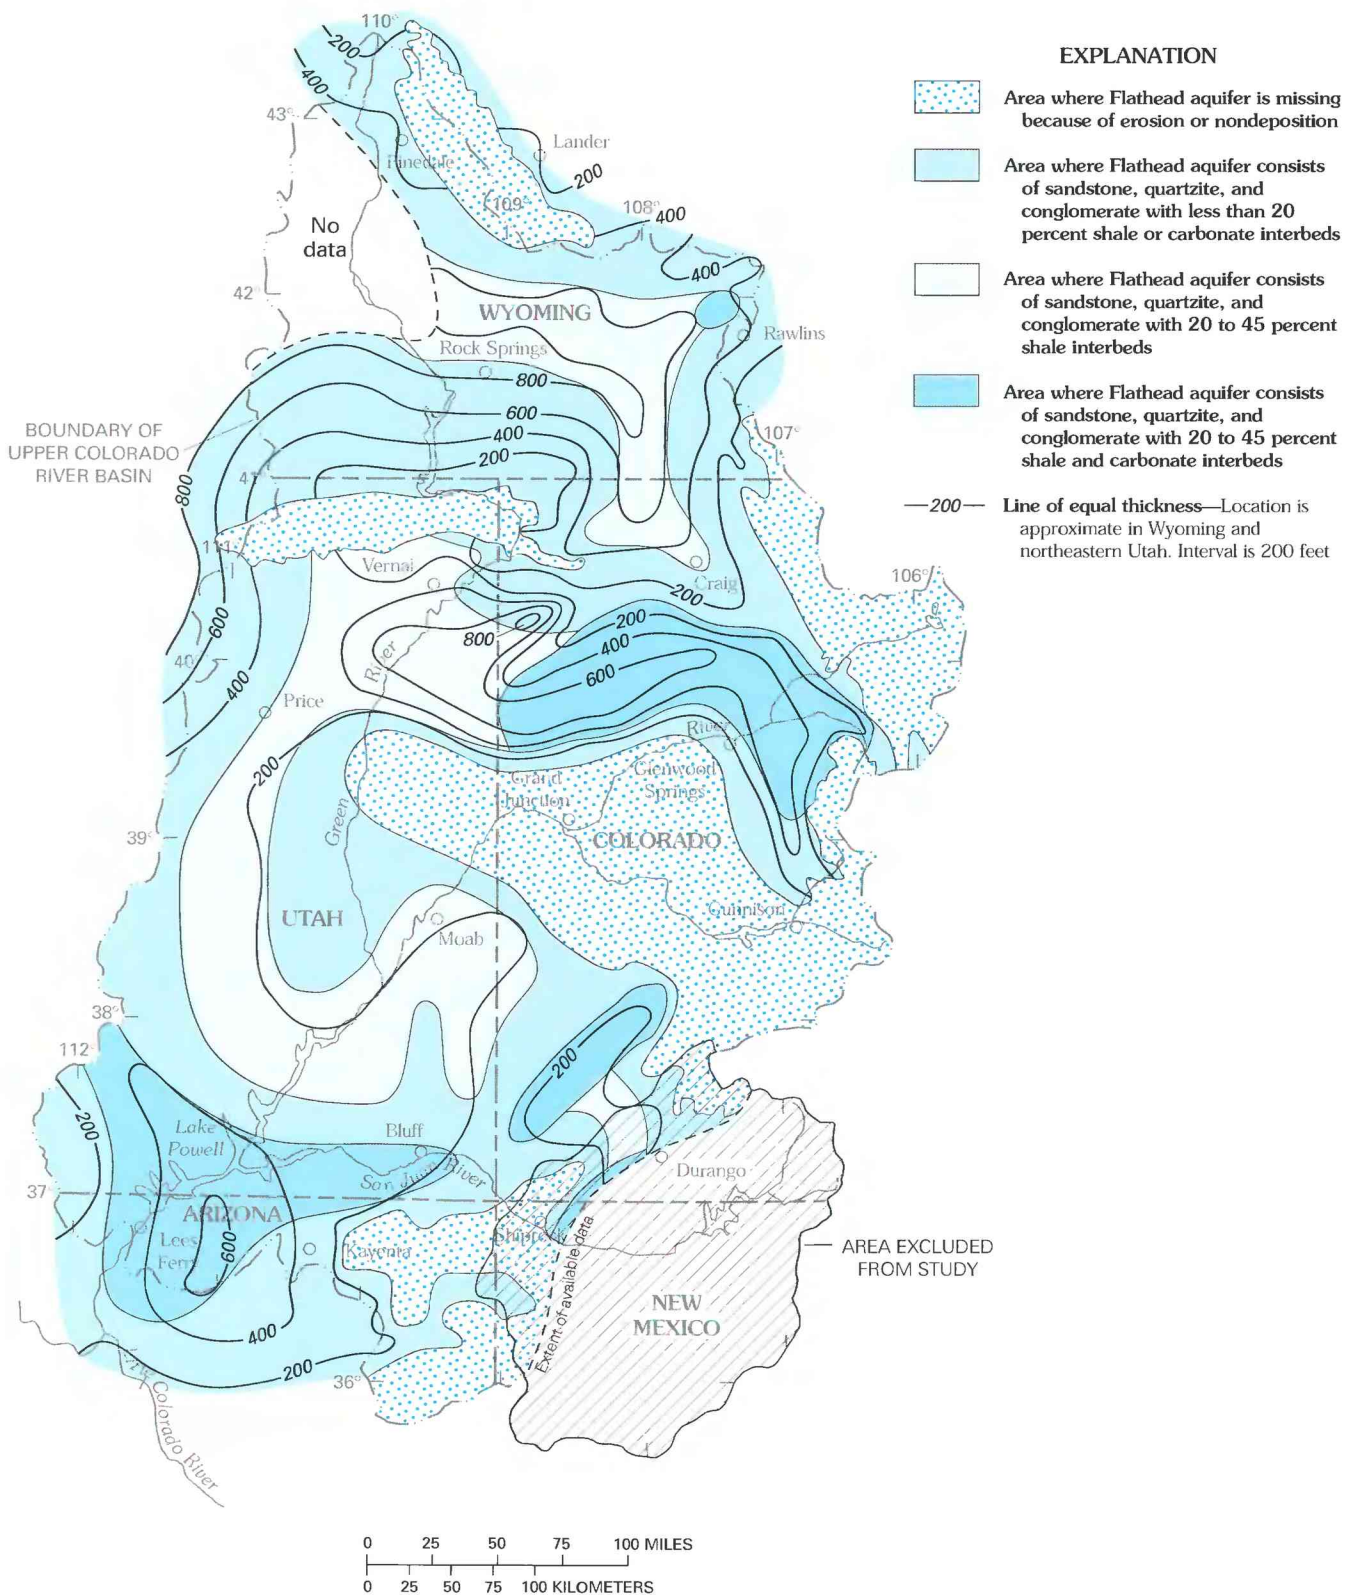 EXPLANATION
Area where Flathead aquifer is missing
because of erosion or nondeposition
Area where Flathead aquifer consists
of sandstone, quartzite, and
conglomerate with less than 20
percent shale or carbonate interbeds
Area where Flathead aquifer consists
of sandstone, quartzite, and
conglomerate with 20 to 45 percent
shale interbeds
Area where Flathead aquifer consists
of sandstone, quartzite, and
conglomerate with 20 to 45 percent
shale and carbonate interbeds
—200— Line of equal thickness—Location is
approximate in Wyoming and
northeastern Utah. Interval is 200 feet
110°
200
400
43°
Pinedale
Lander
200
109°
108°
400
No
data
400
42°
WYOMING
Rawlins
Rock Springs
800
600
BOUNDARY OF
UPPER COLORADO
RIVER BASIN
107°
400
200
41°
800
111°
Vernal
Craig
106°
200
600
200
800
400
40°
River
600
400
Price
River
200
Grand
Junction
Glenwood
Springs
Green
39°
COLORADO
UTAH
Gunnison
Moab
38°
112°
200
200
Lake
Powell
Bluff
San Juan River
Durango
37°
ARIZONA
Lees
Ferry
600
Kayenta
Shiprock
Extent of available data
AREA EXCLUDED
FROM STUDY
NEW
MEXICO
400
200
36°
Colorado River
0 25 50 75 100 MILES
0 25 50 75 100 KILOMETERS